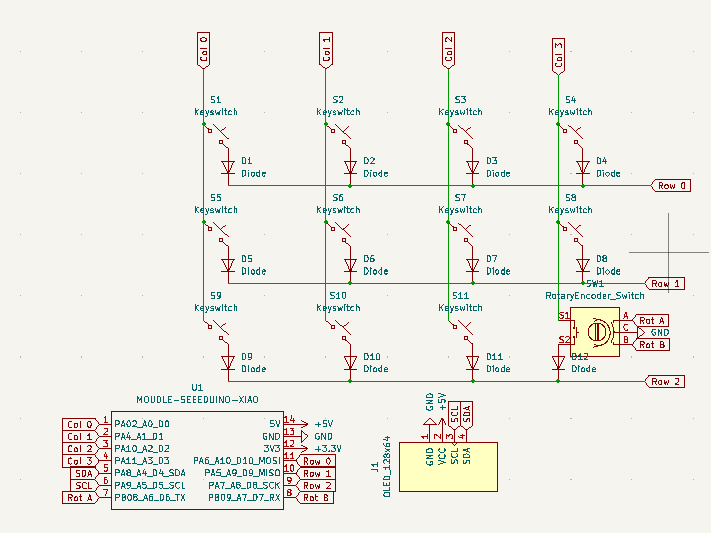 Col 0
Col 1
Col 2
Col 3
S1
Keyswitch
S2
Keyswitch
S3
Keyswitch
S4
Keyswitch
D1
Diode
D2
Diode
D3
Diode
D4
Diode
Row 0
S5
Keyswitch
S6
Keyswitch
S7
Keyswitch
S8
Keyswitch
D5
Diode
D6
Diode
D7
Diode
D8
Diode
Row 1
SW1
RotaryEncoder_Switch
S9
Keyswitch
S10
Keyswitch
S11
Keyswitch
S1
S2
A
C
B
Rot A
GND
Rot B
D9
Diode
D10
Diode
D11
Diode
D12
Diode
Row 2
U1
MOUDLE-SEEEDUINO-XIAO
Col 0 1 PA02_A0_D0
Col 1 2 PA4_A1_D1
Col 2 3 PA10_A2_D2
Col 3 4 PA11_A3_D3
SDA 5 PA8_A4_D4_SDA
SCL 6 PA9_A5_D5_SCL
Rot A 7 PB08_A6_D6_TX
5V 14 +5V
GND 13 GND
3V3 12 +3.3V
PA6_A10_D10_MOSI 11 Row 0
PA5_A9_D9_MISO 10 Row 1
PA7_A8_D8_SCK 9 Row 2
PB09_A7_D7_RX 8 Rot B
GND
+5V
SCL
SDA
1
2
3
4
GND
VCC
SCL
SDA
J1
OLED_128x64